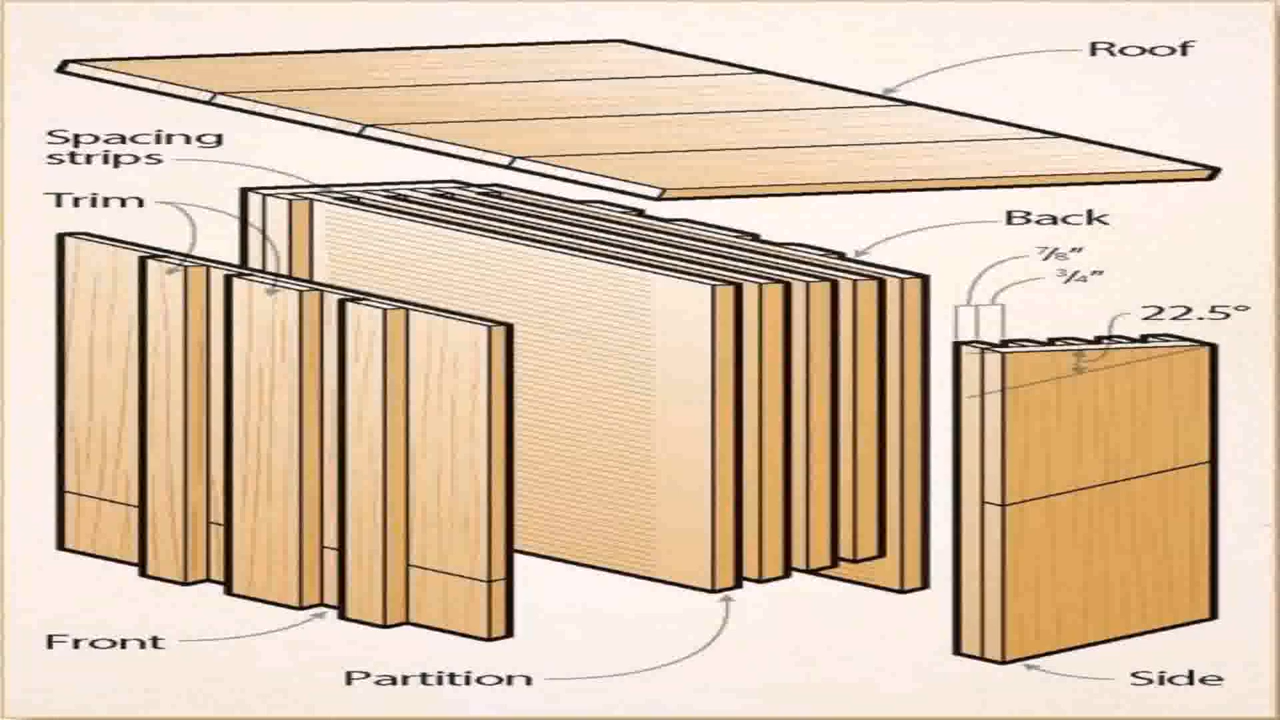 Roof
Spacing
strips
Trim
Back
7/8"
3/4"
22.5°
Front
Partition
Side